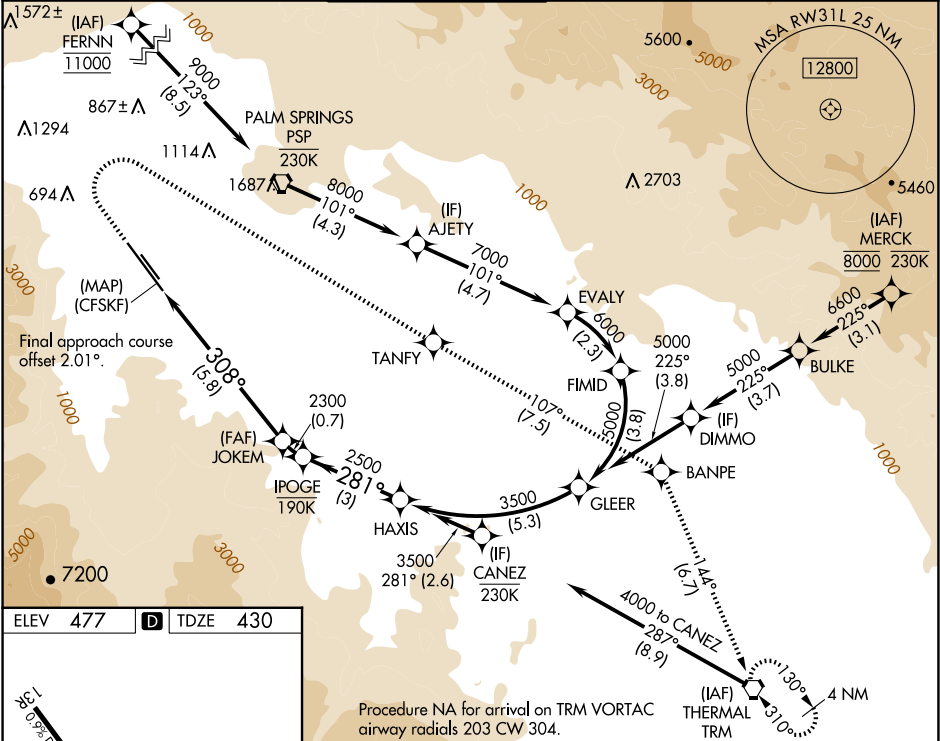 1572±
(IAF)
FERNN
11000
1000
9000
123°
(8.5)
867±
1294
1114
694
PALM SPRINGS
PSP
230K
1687
8000
101°
(4.3)
(IF)
AJETY
7000
101°
(4.7)
1000
5600
5000
3000
2703
MSA RW31L 25 NM
12800
5460
(IAF)
MERCK
8000 230K
6600
225°
(3.1)
BULKE
5000
225°
(3.7)
(IF)
DIMMO
EVALY
6000
(2.3)
FIMID
5000
225°
(3.8)
5000
(3.8)
3000
(MAP)
(CFSKF)
Final approach course
offset 2.01°.
TANFY
107°
(7.5)
BANPE
1000
308°
(5.8)
1000
2300
(0.7)
(FAF)
JOKEM
IPOGE
190K
2500
281°
(3)
HAXIS
3500
(5.3)
GLEER
3500
281° (2.6)
(IF)
CANEZ
230K
144°
(6.7)
5000
3000
7200
4000 to CANEZ
287°
(8.9)
130°
4 NM
310°
(IAF)
THERMAL
TRM
ELEV 477 D TDZE 430
13R
0.9%
Procedure NA for arrival on TRM VORTAC
airway radials 203 CW 304.